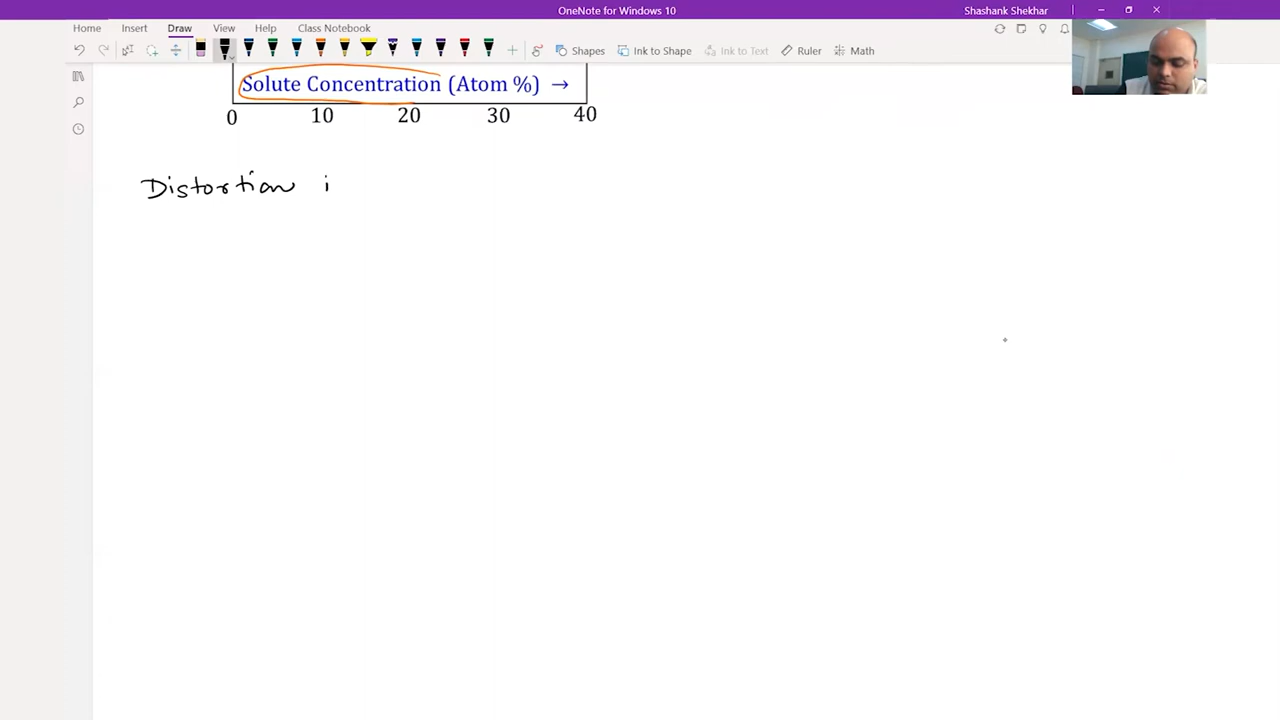 OneNote for Windows 10
Shashank Shekhar
Home Insert Draw View Help Class Notebook
Shapes Ink to Shape Ink to Text Ruler Math
Solute Concentration (Atom %) →
0 10 20 30 40
Distortion i